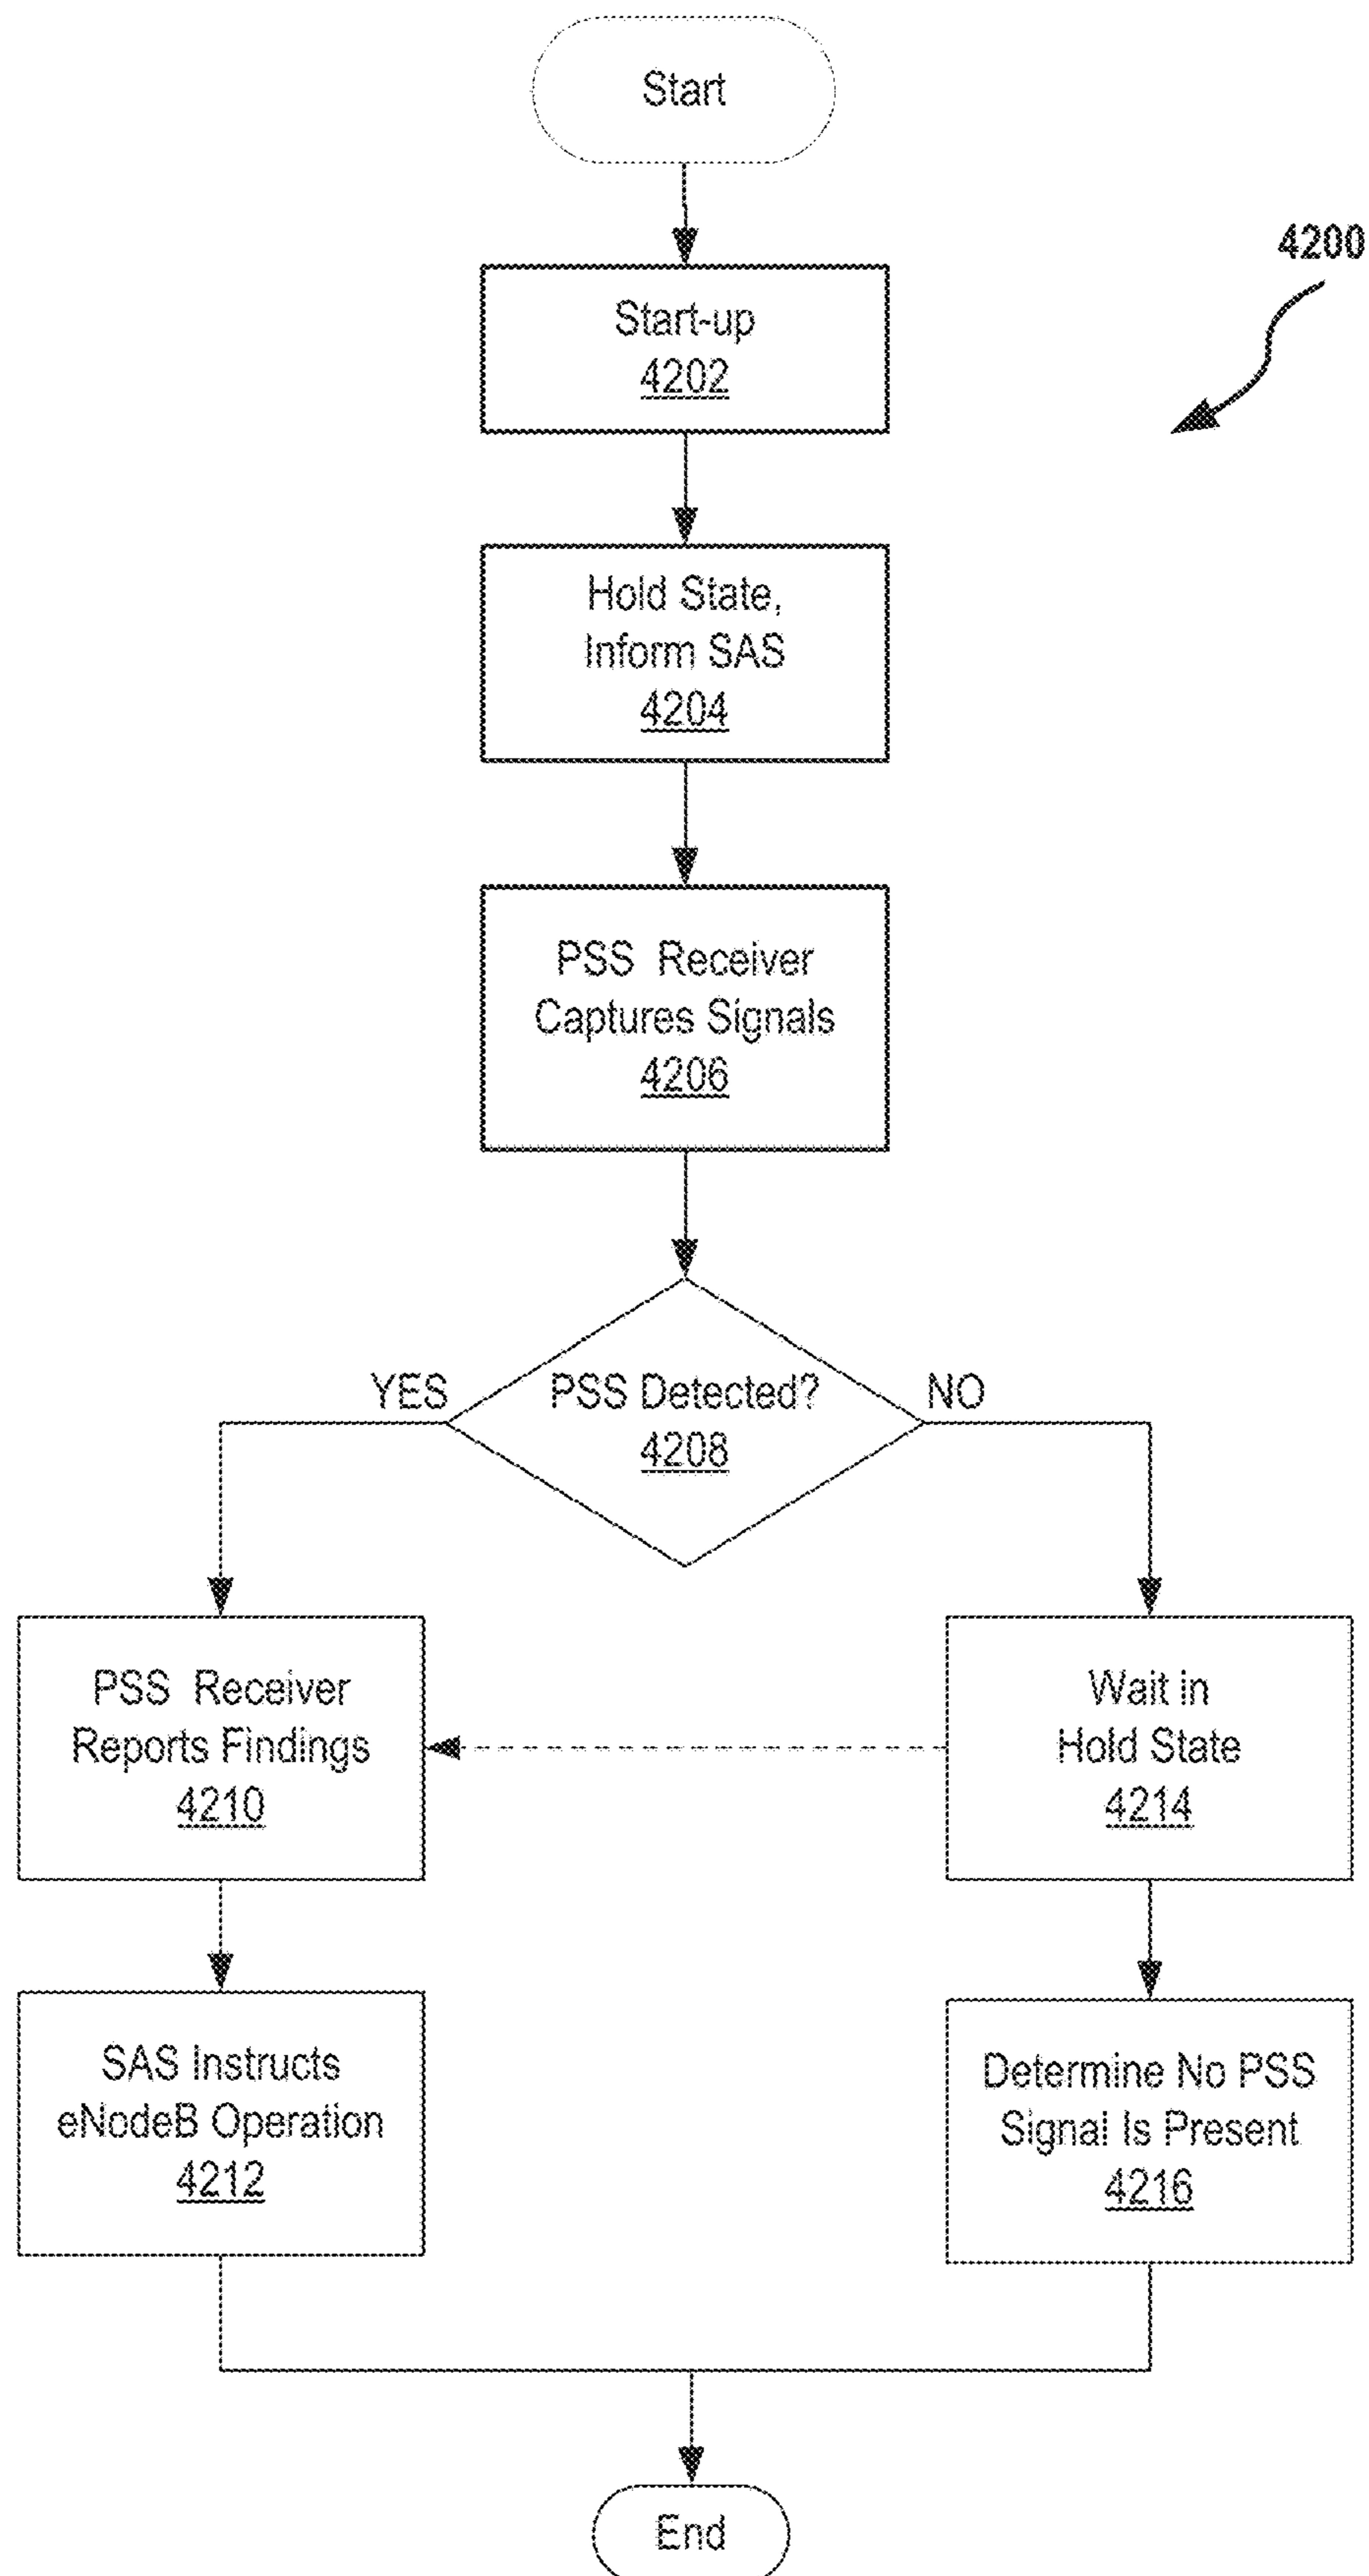 Start
4200
Start-up
4202
Hold State,
Inform SAS
4204
PSS Receiver
Captures Signals
4206
YES
PSS Detected?
4208
NO
PSS Receiver
Reports Findings
4210
Wait in
Hold State
4214
SAS Instructs
eNodeB Operation
4212
Determine No PSS
Signal Is Present
4216
End